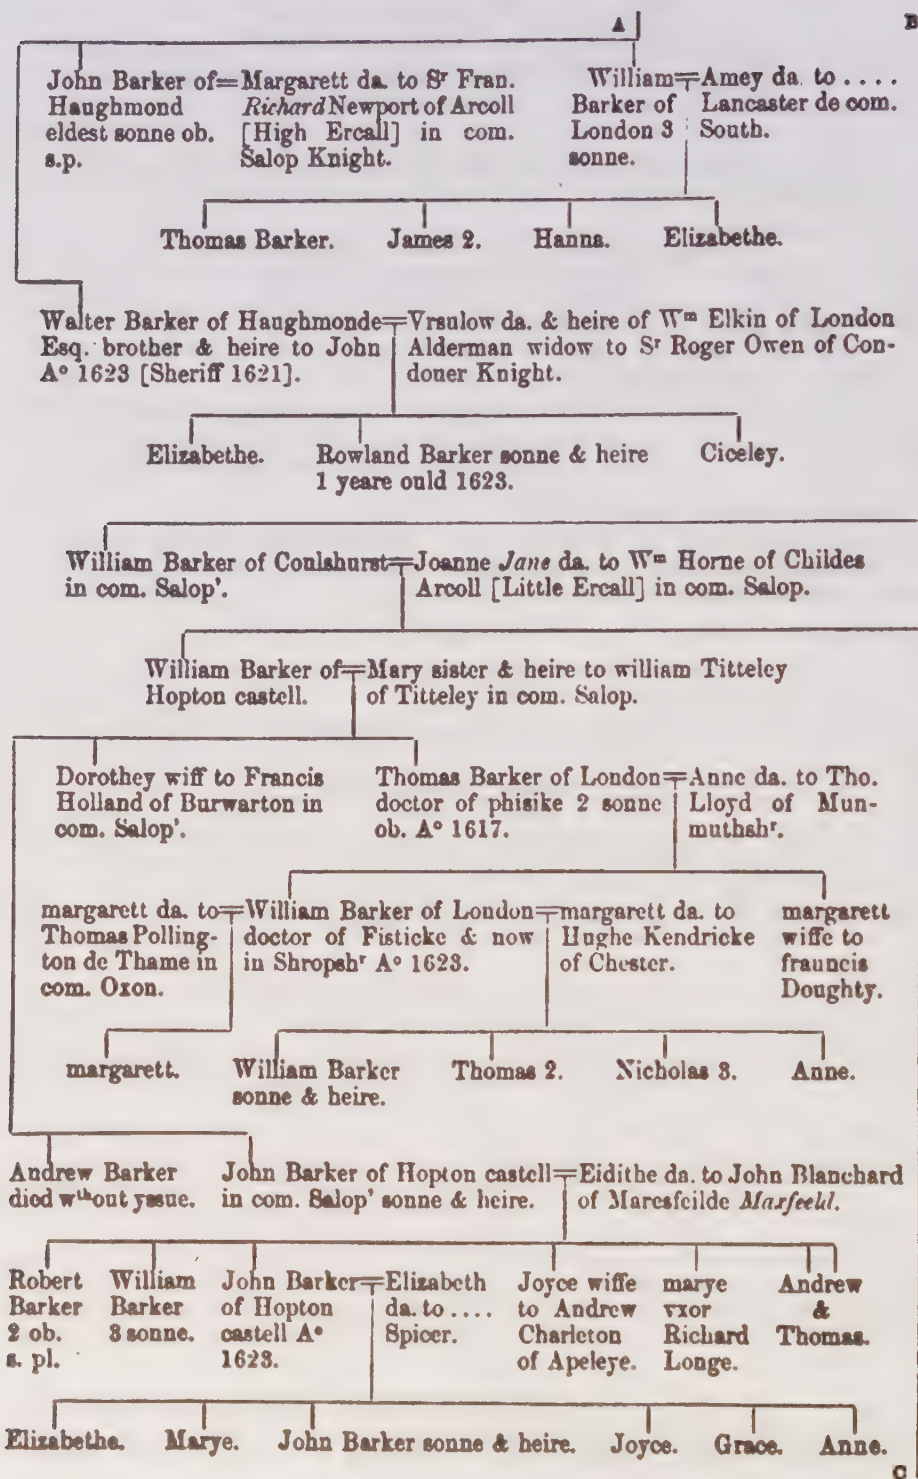 A B
John Barker of=Margarett da. to Sʳ Fran.
Haughmond Richard Newport of Arcoll
eldest sonne ob. [High Ercall] in com.
s.p. Salop Knight.
William=Amey da. to ....
Barker of Lancaster de com.
London 3 South.
sonne.
Thomas Barker. James 2. Hanna. Elizabethe.
Walter Barker of Haughmonde=Vrsulow da. & heire of Wᵐ Elkin of London
Esq. brother & heire to John Alderman widow to Sʳ Roger Owen of Con-
Aº 1623 [Sheriff 1621]. douer Knight.
Elizabethe. Rowland Barker sonne & heire Ciceley.
1 yeare ould 1623.
William Barker of Coulshurst=Joanne Jane da. to Wᵐ Horne of Childes
in com. Salop'. Arcoll [Little Ercall] in com. Salop.
William Barker of=Mary sister & heire to william Titteley
Hopton castell. of Titteley in com. Salop.
Dorothey wiff to Francis
Holland of Burwarton in
com. Salop'.
Thomas Barker of London=Anne da. to Tho.
doctor of phisike 2 sonne Lloyd of Mun-
ob. Aº 1617. muthshʳ.
margarett da. to=William Barker of London=margarett da. to
Thomas Polling- doctor of Fisticke & now Hughe Kendricke
ton de Thame in in Shropshʳ Aº 1623. of Chester.
com. Oxon.
margarett
wiffe to
frauncis
Doughty.
margarett. William Barker Thomas 2. Nicholas 3. Anne.
sonne & heire.
Andrew Barker
died wᵗʰout yssue.
John Barker of Hopton castell=Eidithe da. to John Blanchard
in com. Salop' sonne & heire. of Maresfeilde Maxfeeld.
Robert
Barker
2 ob.
s. pl.
William
Barker
3 sonne.
John Barker=Elizabeth
of Hopton da. to ....
castell Aº Spicer.
1623.
Joyce wiffe
to Andrew
Charleton
of Apeleye.
marye
vxor
Richard
Longe.
Andrew
&
Thomas.
Elizabethe. Marye. John Barker sonne & heire. Joyce. Grace. Anne.
C